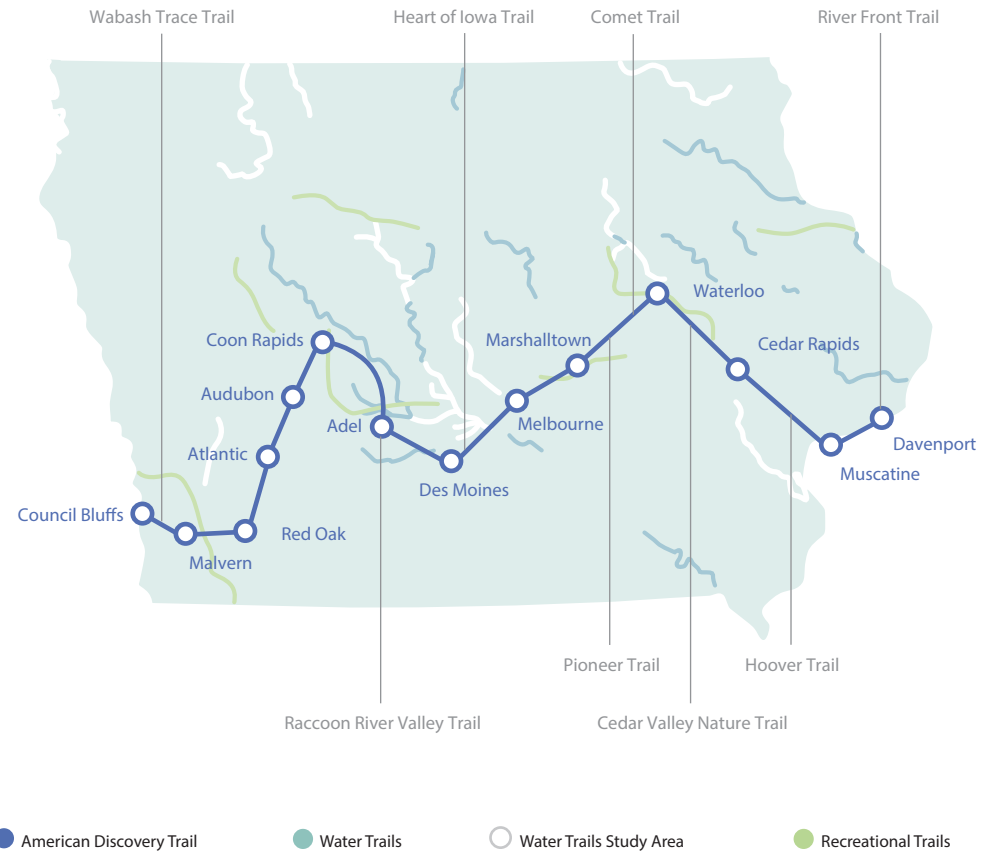 Wabash Trace Trail
Heart of Iowa Trail
Comet Trail
River Front Trail
Waterloo
Coon Rapids
Marshalltown
Cedar Rapids
Audubon
Adel
Melbourne
Atlantic
Davenport
Des Moines
Muscatine
Council Bluffs
Red Oak
Malvern
Pioneer Trail
Hoover Trail
Raccoon River Valley Trail
Cedar Valley Nature Trail
American Discovery Trail
Water Trails
Water Trails Study Area
Recreational Trails